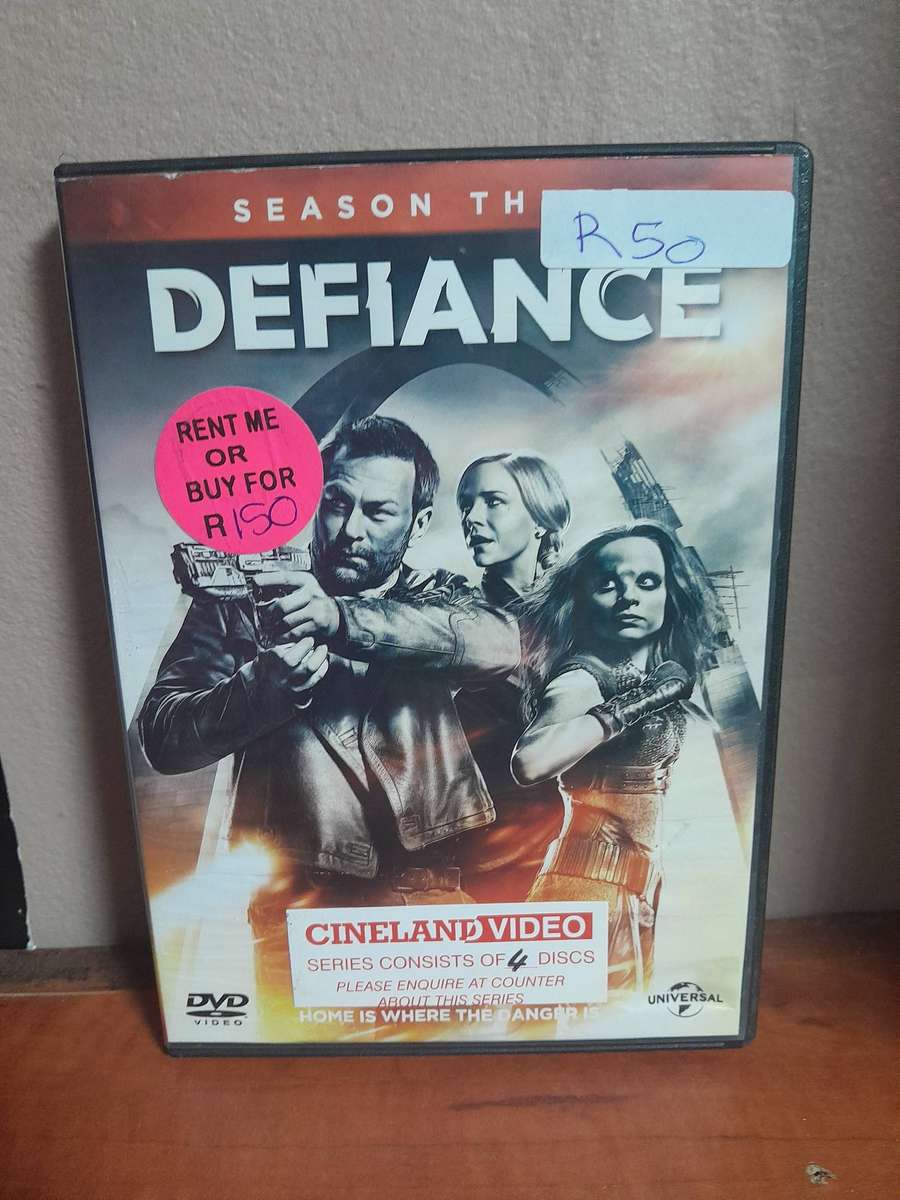 SEASON TH
R50
DEFIANCE
RENT ME
OR
BUY FOR
R150
CINELAND VIDEO
SERIES CONSISTS OF 4 DISCS
PLEASE ENQUIRE AT COUNTER
ABOUT THIS SERIES
HOME IS WHERE THE DANGER IS
DVD
VIDEO
UNIVERSAL